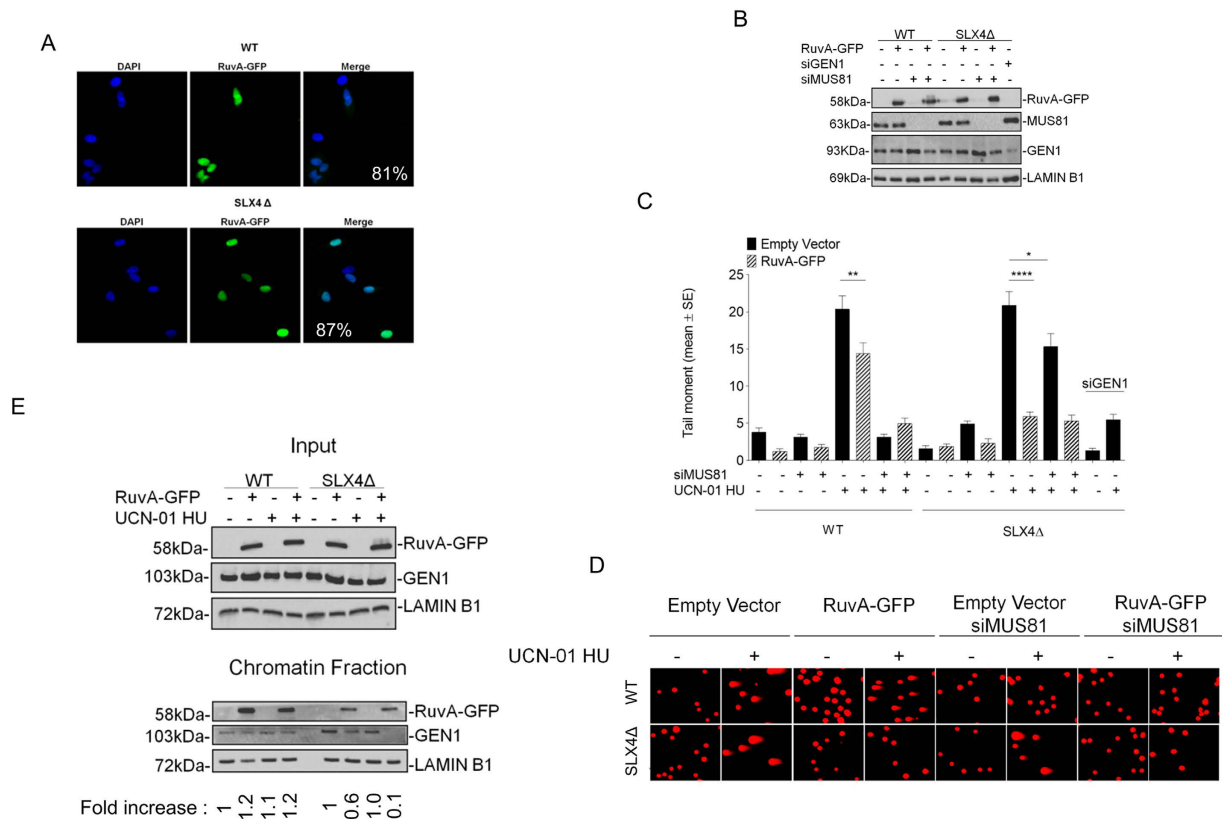 A
WT
DAPI RuvA-GFP Merge
81%
SLX4 Δ
DAPI RuvA-GFP Merge
87%
B
WT SLX4Δ
RuvA-GFP - + - + - + - + -
siGEN1 - - - - - - - - +
siMUS81 - - + + - - + + -
58kDa- -RuvA-GFP
63kDa- -MUS81
93KDa- -GEN1
69kDa- -LAMIN B1
C
Empty Vector
RuvA-GFP
Tail moment (mean ± SE)
25
20
15
10
5
0
**
*
****
siGEN1
siMUS81 - - + + - - + + - - + + - - + + - -
UCN-01 HU - - - - + + + + - - - - + + + + - +
WT SLX4Δ
D
Empty Vector RuvA-GFP Empty Vector siMUS81 RuvA-GFP siMUS81
UCN-01 HU - + - + - + - +
WT
SLX4Δ
E
Input
WT SLX4Δ
RuvA-GFP - + - + - + - +
UCN-01 HU - - + + - - + +
58kDa- -RuvA-GFP
103kDa- -GEN1
72kDa- -LAMIN B1
Chromatin Fraction
58kDa- -RuvA-GFP
103kDa- -GEN1
72kDa- -LAMIN B1
Fold increase : 1 1.2 1.1 1.2 1 0.6 1.0 0.1